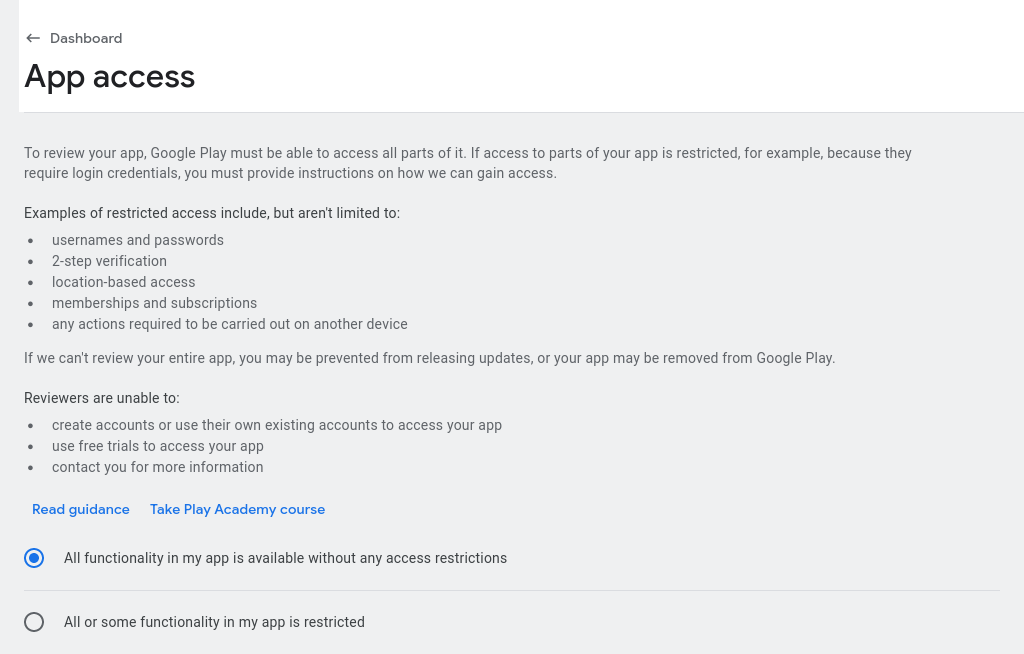 Dashboard
App access
To review your app, Google Play must be able to access all parts of it. If access to parts of your app is restricted, for example, because they
require login credentials, you must provide instructions on how we can gain access.
Examples of restricted access include, but aren't limited to:
• usernames and passwords
• 2-step verification
• location-based access
• memberships and subscriptions
• any actions required to be carried out on another device
If we can't review your entire app, you may be prevented from releasing updates, or your app may be removed from Google Play.
Reviewers are unable to:
• create accounts or use their own existing accounts to access your app
• use free trials to access your app
• contact you for more information
Read guidance Take Play Academy course
All functionality in my app is available without any access restrictions
All or some functionality in my app is restricted